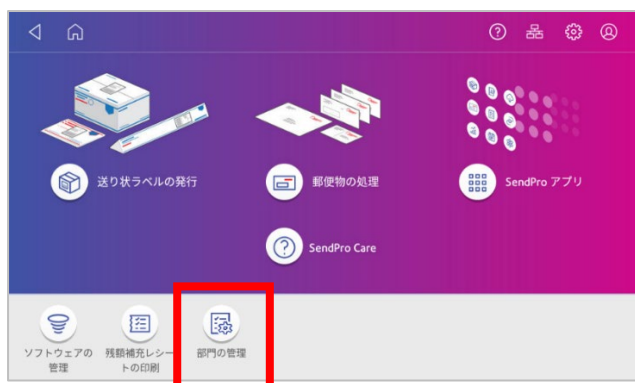 送り状ラベルの発行
郵便物の処理
SendPro アプリ
SendPro Care
ソフトウェアの
管理
残額補充レシー
トの印刷
部門の管理